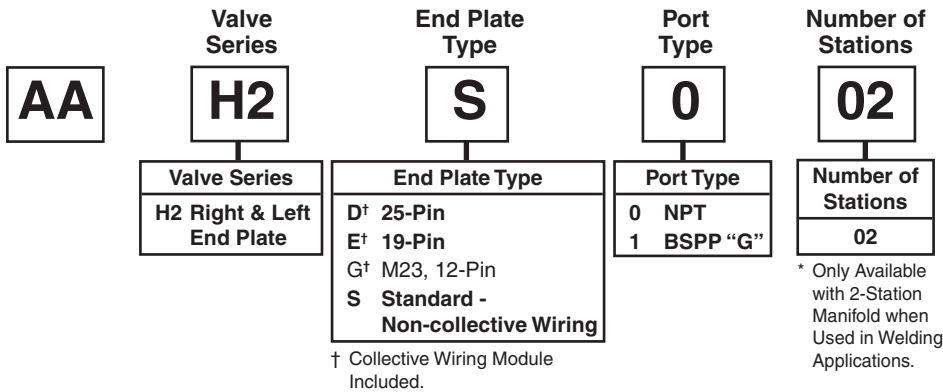 Valve Series
End Plate Type
Port Type
Number of Stations
AA
H2
S
0
02
Valve Series
H2 Right & Left
End Plate
End Plate Type
D† 25-Pin
E† 19-Pin
G† M23, 12-Pin
S Standard -
Non-collective Wiring
† Collective Wiring Module
Included.
Port Type
0 NPT
1 BSPP “G”
Number of
Stations
02
* Only Available
with 2-Station
Manifold when
Used in Welding
Applications.